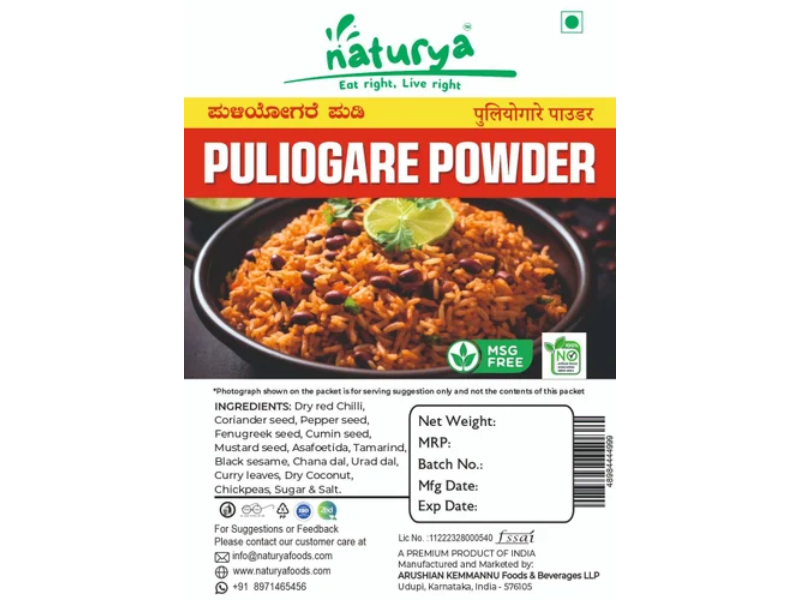 naturya
TM
Eat right, Live right
ಪುಳಿಯೋಗರೆ ಪುಡಿ
पुलियोगारे पाउडर
PULIOGARE POWDER
MSG
FREE
100%
NO
*Photograph shown on the packet is for serving suggestion only and not the contents of this packet
INGREDIENTS: Dry red Chilli,
Coriander seed, Pepper seed,
Fenugreek seed, Cumin seed,
Mustard seed, Asafoetida, Tamarind,
Black sesame, Chana dal, Urad dal,
Curry leaves, Dry Coconut,
Chickpeas, Sugar & Salt.
Net Weight:
MRP:
Batch No.:
Mfg Date:
Exp Date:
48984444999
For Suggestions or Feedback
Please contact our customer care at
info@naturyafoods.com
www.naturyafoods.com
+91 8971465456
Lic No. :11222328000540 fssai
A PREMIUM PRODUCT OF INDIA
Manufactured and Marketed by:
ARUSHIAN KEMMANNU Foods & Beverages LLP
Udupi, Karnataka, India - 576105